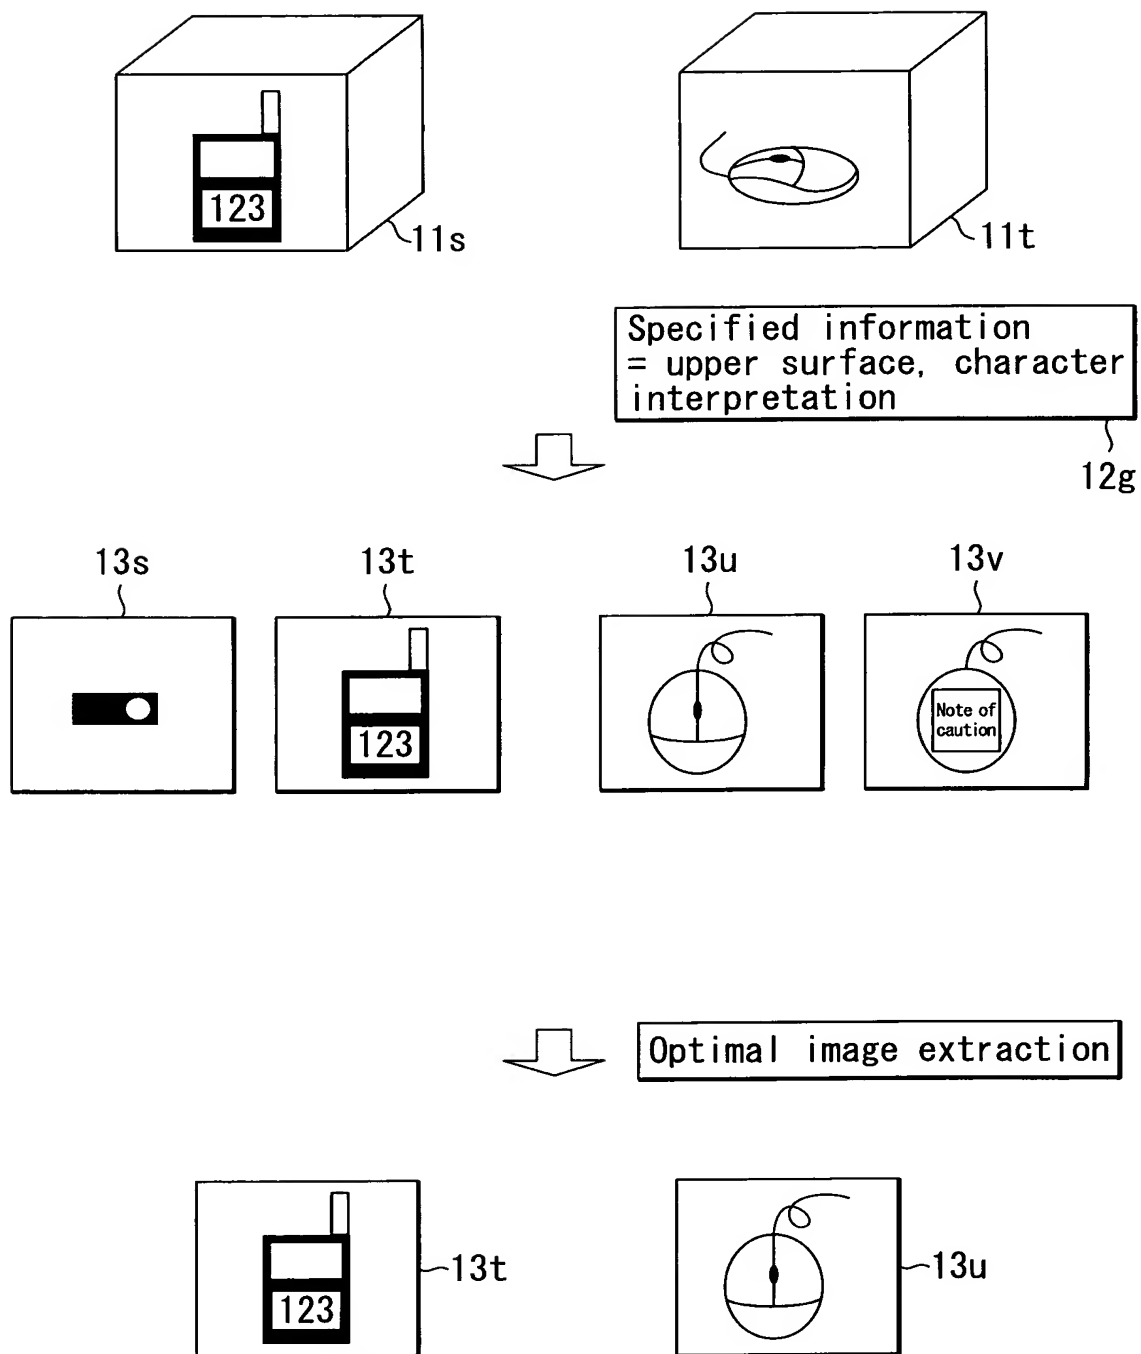 123
11s
11t
Specified information
= upper surface, character
interpretation
12g
13s
13t
13u
13v
123
Note of
caution
Optimal image extraction
123
13t
13u